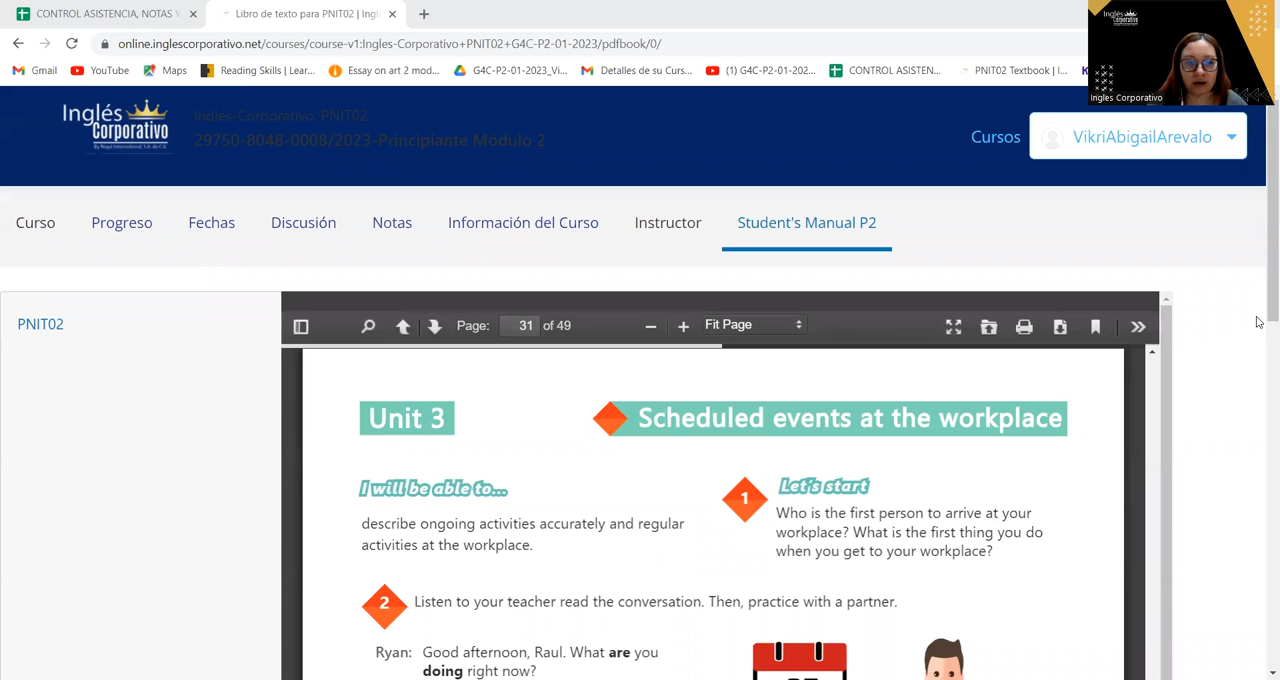 CONTROL ASISTENCIA, NOTAS Y
Libro de texto para PNIT02 | Ingl
online.inglescorporativo.net/courses/course-v1:Ingles-Corporativo+PNIT02+G4C-P2-01-2023/pdfbook/0/
Gmail
YouTube
Maps
Reading Skills | Lear...
Essay on art 2 mod...
G4C-P2-01-2023_Vi...
Detalles de su Curs...
(1) G4C-P2-01-202...
CONTROL ASISTEN...
PNIT02 Textbook | I...
Inglés Corporativo
Ingles Corporativo
Inglés
Corporativo
By Regal International, S.A. de C.V.
Ingles-Corporativo: PNIT02
29750-8048-0008/2023-Principiante Módulo 2
Cursos
VikriAbigailArevalo
Curso
Progreso
Fechas
Discusión
Notas
Información del Curso
Instructor
Student's Manual P2
PNIT02
Page: 31 of 49
Fit Page
Unit 3
Scheduled events at the workplace
I will be able to...
describe ongoing activities accurately and regular
activities at the workplace.
1
Let's start
Who is the first person to arrive at your
workplace? What is the first thing you do
when you get to your workplace?
2
Listen to your teacher read the conversation. Then, practice with a partner.
Ryan: Good afternoon, Raul. What are you
doing right now?